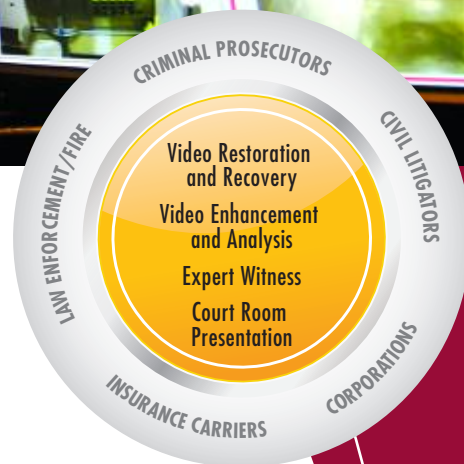 CRIMINAL PROSECUTORS
CIVIL LITIGATORS
CORPORATIONS
INSURANCE CARRIERS
LAW ENFORCEMENT/FIRE
Video Restoration
and Recovery
Video Enhancement
and Analysis
Expert Witness
Court Room
Presentation